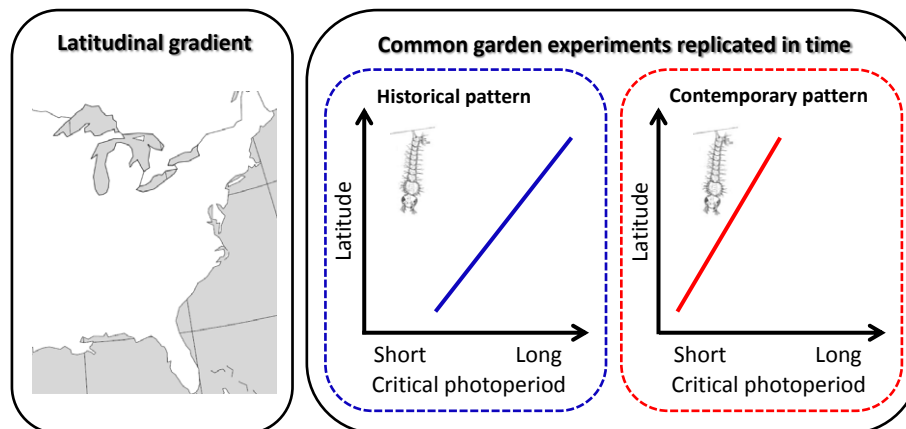 Latitudinal gradient
Common garden experiments replicated in time
Historical pattern
Latitude
Short Long
Critical photoperiod
Contemporary pattern
Latitude
Short Long
Critical photoperiod